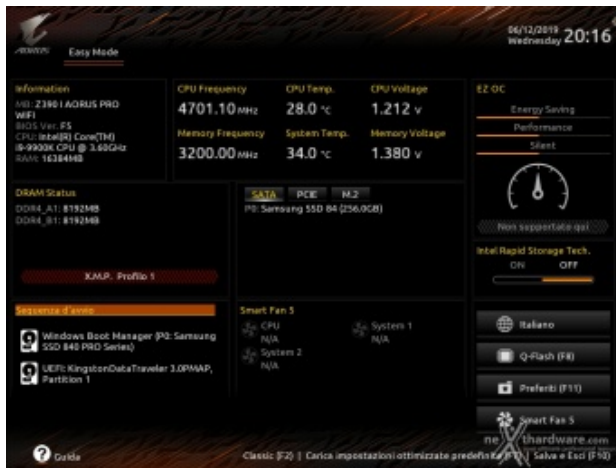 06/12/2019
Wednesday 20:16
AORUS
Easy Mode
Information
MB: Z390 I AORUS PRO
WIFI
BIOS Ver. F5
CPU: Intel(R) Core(TM)
i9-9900K CPU @ 3.60GHz
RAM: 16384MB
CPU Frequency
4701.10 MHz
CPU Temp.
28.0 °C
CPU Voltage
1.212 V
Memory Frequency
3200.00 MHz
System Temp.
34.0 °C
Memory Voltage
1.380 V
EZ OC
Energy Saving
Performance
Silent
Non supportato qui
DRAM Status
DDR4_A1: 8192MB
DDR4_B1: 8192MB
X.M.P. Profilo 1
SATA PCIE M.2
P0: Samsung SSD 84 (256.0GB)
Intel Rapid Storage Tech.
ON OFF
Sequenza d'avvio
Windows Boot Manager (P0: Samsung
SSD 840 PRO Series)
UEFI: KingstonDataTraveler 3.0PMAP,
Partition 1
Smart Fan 5
CPU
N/A
System 1
N/A
System 2
N/A
Italiano
Q-Flash (F8)
Preferiti (F11)
Smart Fan 5
nexthardware.com
Guida
Classic (F2) | Carica impostazioni ottimizzate predefinite (F7) | Salva e Esci (F10)